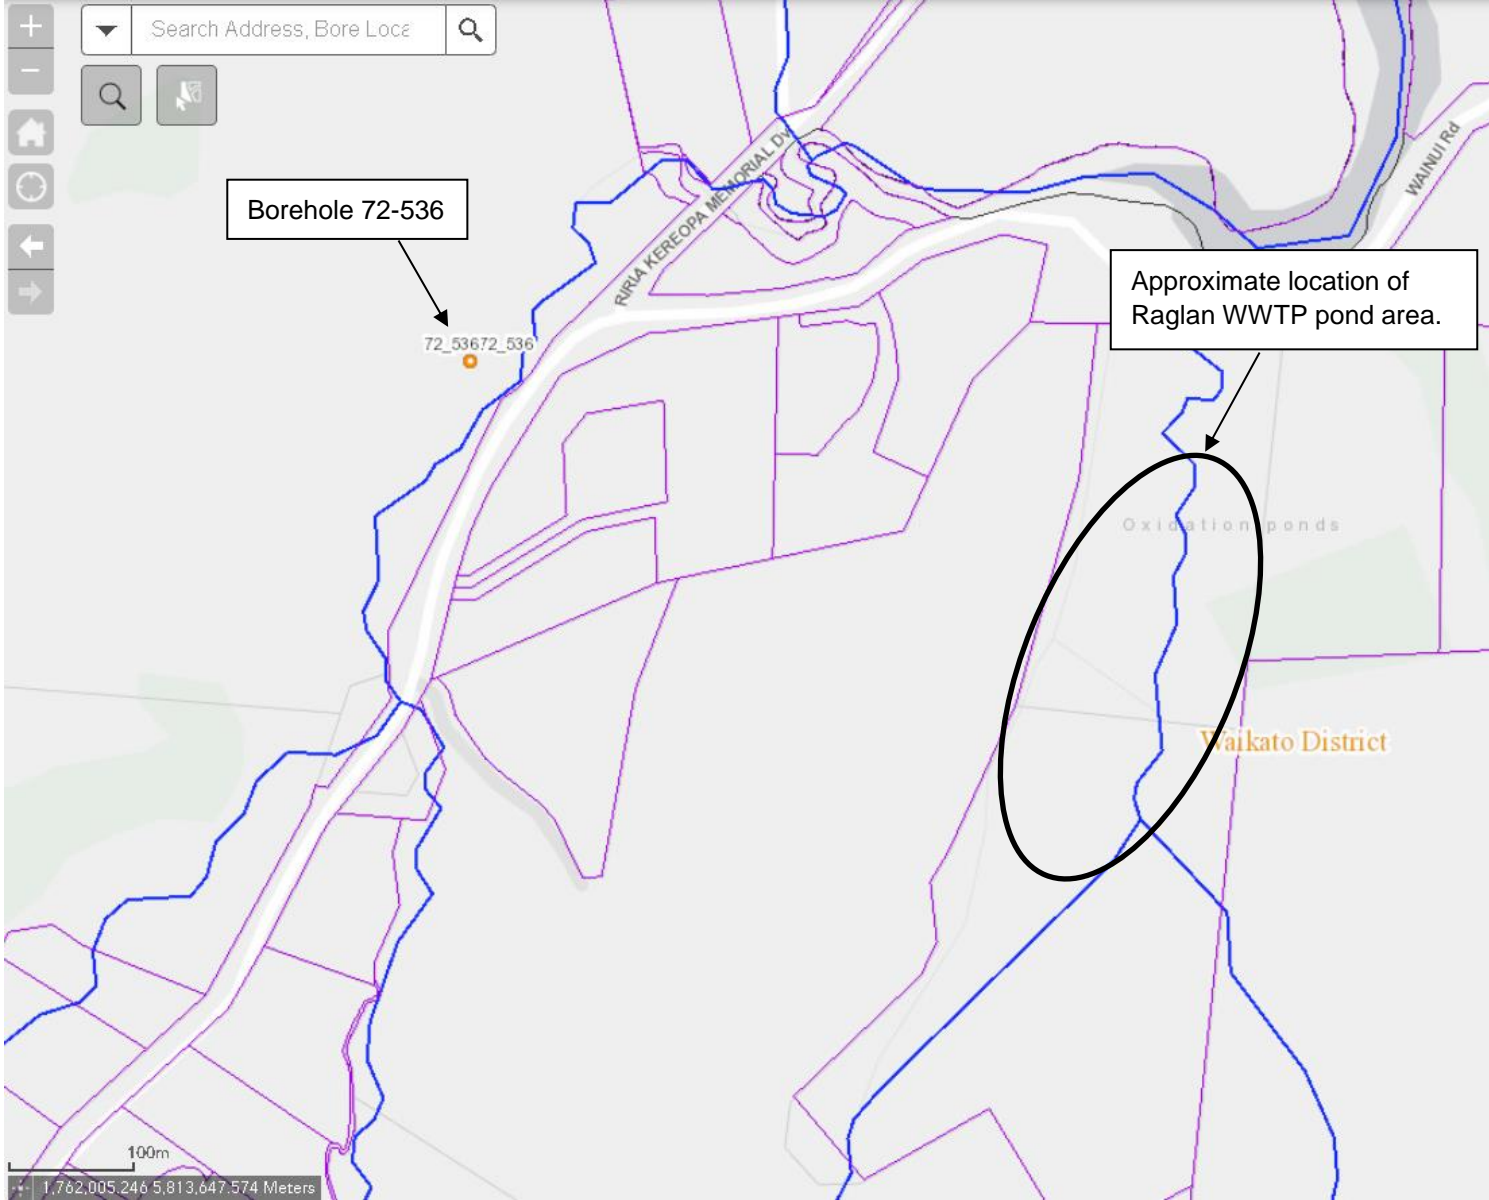 Search Address, Bore Loca
Borehole 72-536
RIRIA KEREOPA MEMORIAL Dv
WAINUI Rd
Approximate location of
Raglan WWTP pond area.
72_53672_536
Oxidation ponds
Waikato District
100m
1,762,005.246 5,813,647.574 Meters